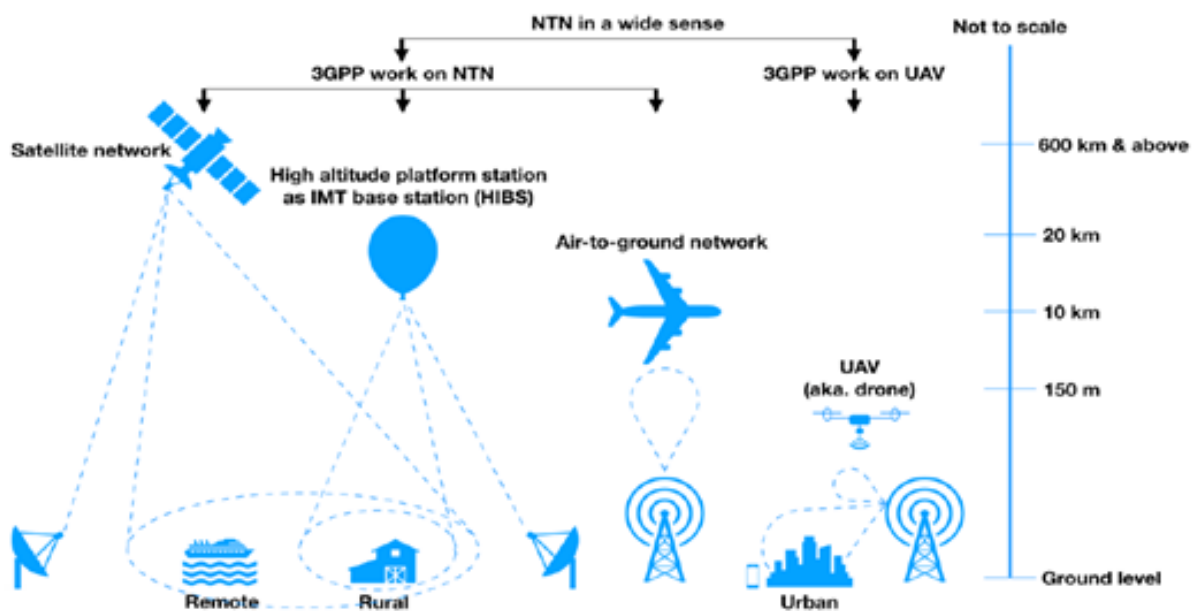 NTN in a wide sense
Not to scale
3GPP work on NTN
3GPP work on UAV
Satellite network
600 km & above
High altitude platform station
as IMT base station (HIBS)
Air-to-ground network
20 km
10 km
UAV
(aka. drone)
150 m
Ground level
Remote
Rural
Urban